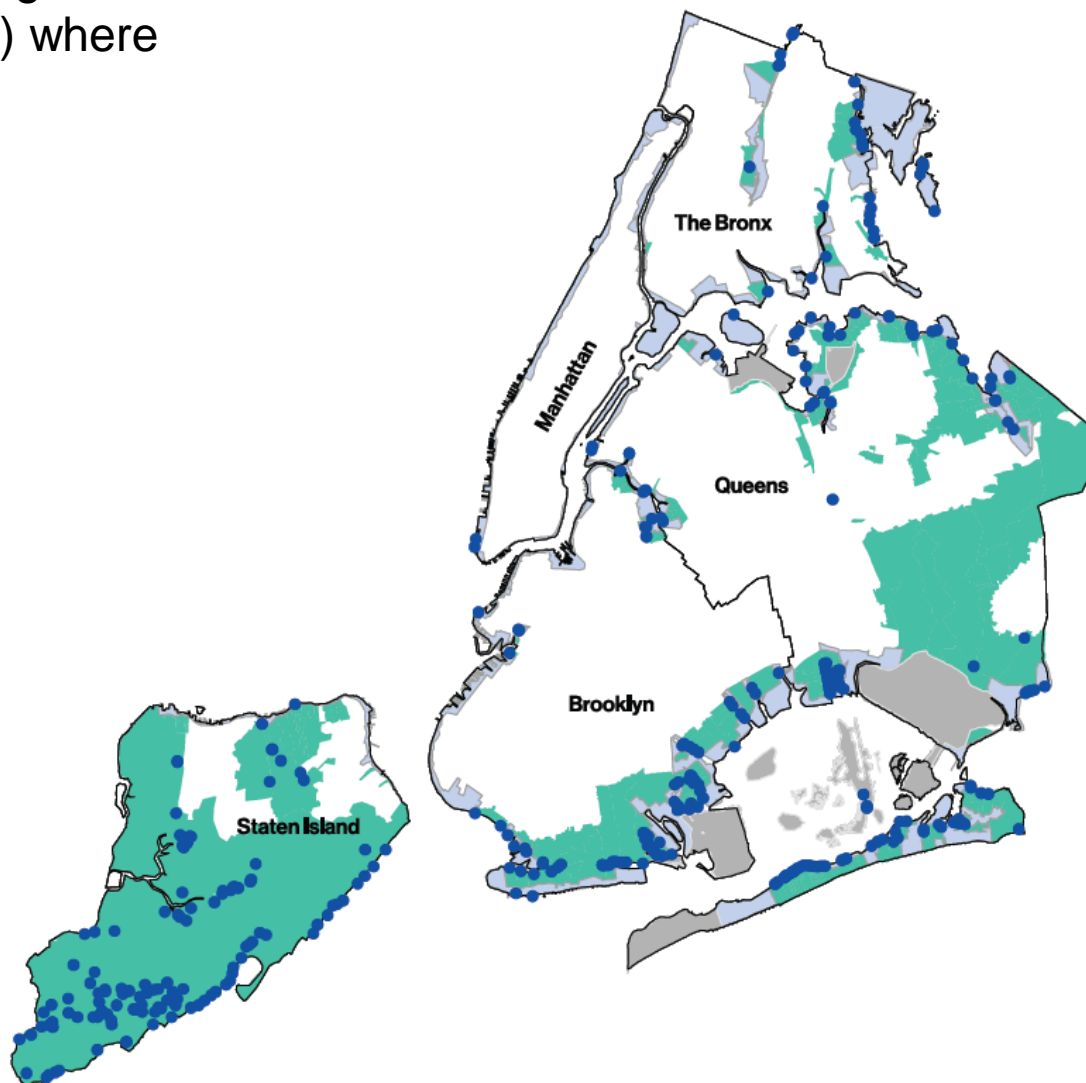 ) where
The Bronx
Manhattan
Queens
Brooklyn
Staten Island